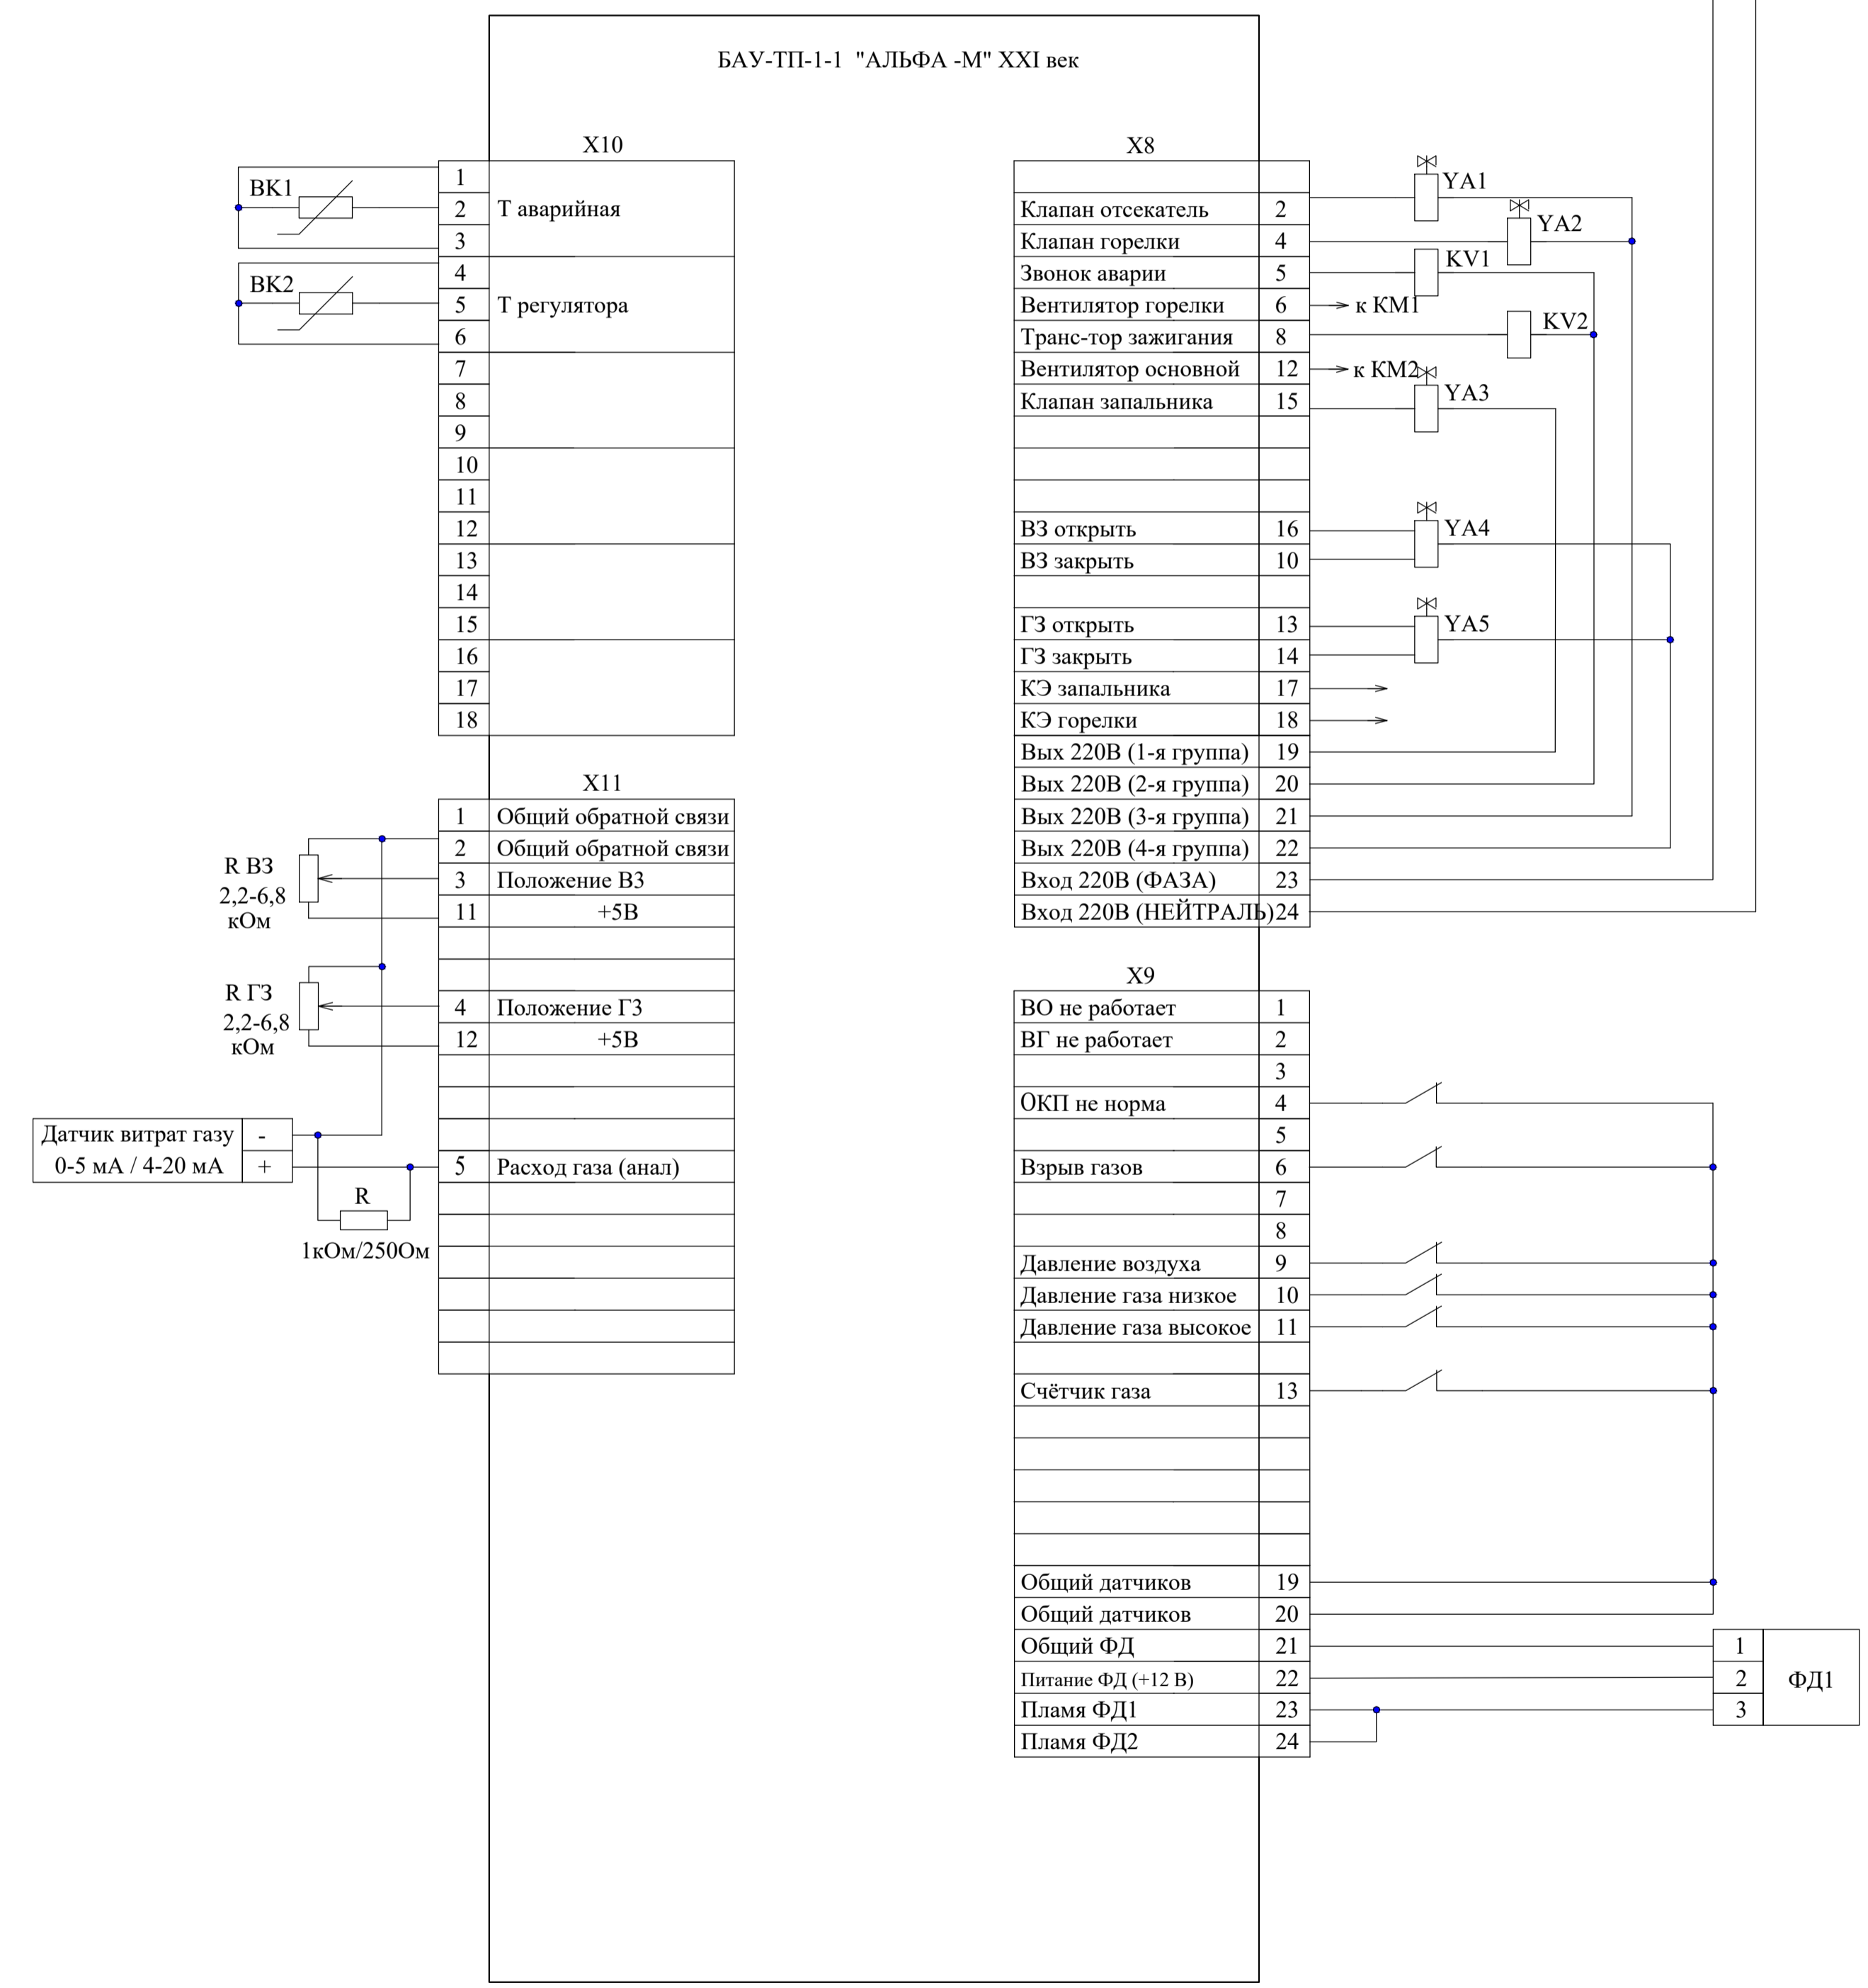 БАУ-ТП-1-1 "АЛЬФА -М" XXI век
X10
1
BK1
2 Т аварийная
3
4
BK2
5 Т регулятора
6
7
8
9
10
11
12
13
14
15
16
17
18
X11
1 Общий обратной связи
2 Общий обратной связи
R ВЗ
2,2-6,8
кОм
3 Положение ВЗ
11 +5В
R ГЗ
2,2-6,8
кОм
4 Положение ГЗ
12 +5В
Датчик витрат газу -
0-5 мА / 4-20 мА +
5 Расход газа (анал)
R
1кОм/250Ом
X8
Клапан отсекатель 2
YA1
Клапан горелки 4
YA2
Звонок аварии 5
KV1
Вентилятор горелки 6 к КМ1
Транс-тор зажигания 8
KV2
Вентилятор основной 12 к КМ2
Клапан запальника 15
YA3
ВЗ открыть 16
YA4
ВЗ закрыть 10
ГЗ открыть 13
YA5
ГЗ закрыть 14
КЭ запальника 17
КЭ горелки 18
Вых 220В (1-я группа) 19
Вых 220В (2-я группа) 20
Вых 220В (3-я группа) 21
Вых 220В (4-я группа) 22
Вход 220В (ФАЗА) 23
Вход 220В (НЕЙТРАЛЬ) 24
X9
ВО не работает 1
ВГ не работает 2
3
ОКП не норма 4
5
Взрыв газов 6
7
8
Давление воздуха 9
Давление газа низкое 10
Давление газа высокое 11
Счётчик газа 13
Общий датчиков 19
Общий датчиков 20
Общий ФД 21
Питание ФД (+12 В) 22
Пламя ФД1 23
Пламя ФД2 24
1
2 ФД1
3